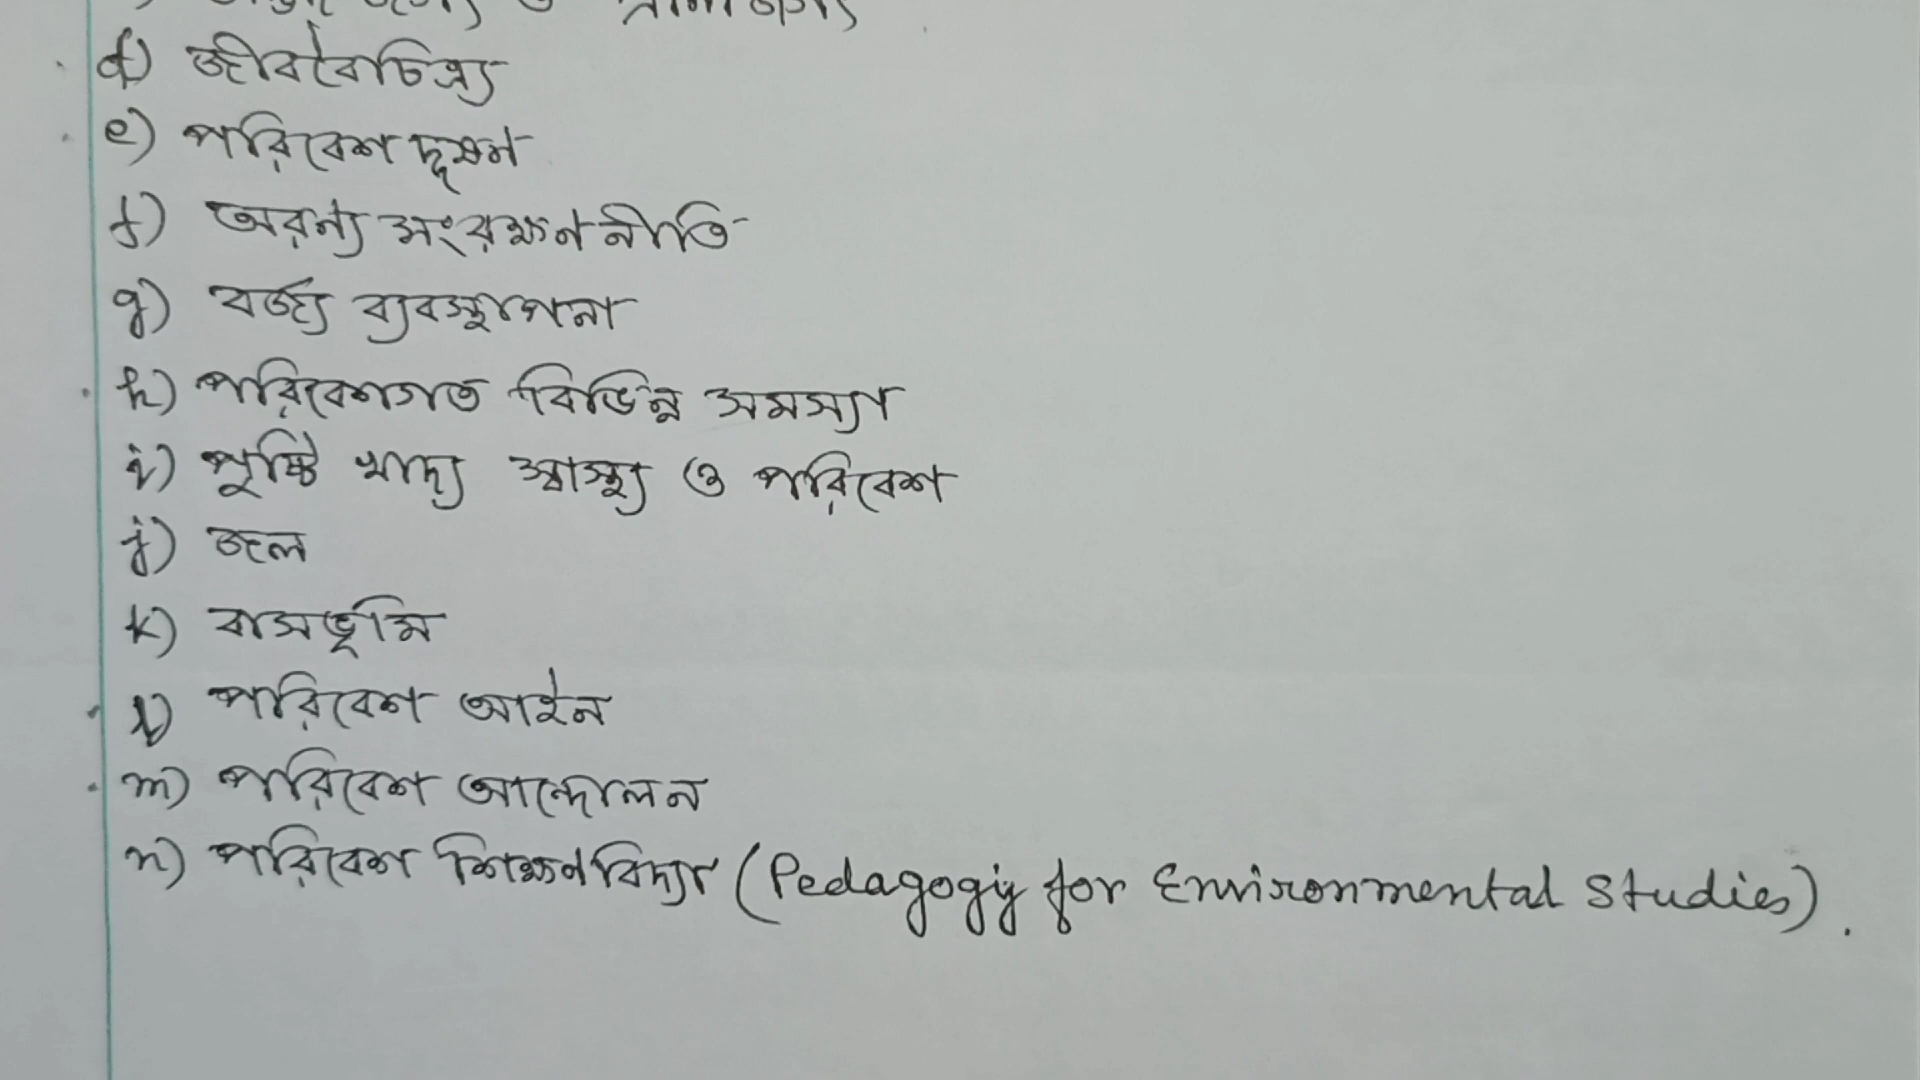 d) জীববৈচিত্র্য
e) পরিবেশ দূষণ
f) অরণ্য সংরক্ষণ নীতি
g) বর্জ্য ব্যবস্থাপনা
h) পরিবেশগত বিভিন্ন সমস্যা
i) পুষ্টি খাদ্য স্বাস্থ্য ও পরিবেশ
j) জল
k) বাসভূমি
l) পরিবেশ আইন
m) পরিবেশ আন্দোলন
n) পরিবেশ শিক্ষণবিদ্যা (Pedagogy for Environmental Studies).